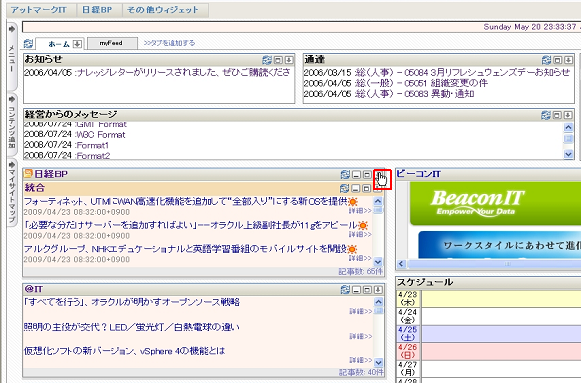 アットマークIT 日経BP その他ウィジェット
Sunday May 20 23:33:37
ホーム myFeed >>タブを追加する
メニュー
コンテンツ追加
マイサイトマップ
お知らせ
2006/04/05 :ナレッジレターがリリースされました、ぜひご購読くださ
通達
2006/03/15 :総(人事) - 05084 3月リフレシュウェンズデーお知らせ
2006/04/05 :総(一般) - 05051 組織変更の件
2006/04/05 :総(人事) - 05083 異動・通知
経営からのメッセージ
2008/07/24 :GMT Format
2008/07/24 :W3C Format
2008/07/24 :Format1
2008/07/24 :Format2
日経BP
統合
フォーティネット、UTMにWAN高速化機能を追加して“全部入り”にする新OSを提供
2009/04/23 08:32:00+0900 詳細>>
「必要な分だけサーバーを追加すればよい」――オラクル上級副社長が11gをアピール
2009/04/23 08:32:00+0900 詳細>>
アルクグループ、NHKエデュケーショナルと英語学習番組のモバイルサイトを開設
2009/04/23 08:32:00+0900 詳細>>
記事数: 65件
@IT
「すべてを行う」、オラクルが明かすオープンソース戦略
詳細>>
照明の主役が交代？LED／蛍光灯／白熱電球の違い
詳細>>
仮想化ソフトの新バージョン、vSphere 4の機能とは
詳細>>
記事数: 40件
ビーコンIT
BeaconIT
Empower Your Data
ワークスタイルにあわせて進化
スケジュール
4/23
(木)
4/24
(金)
4/25
(土)
4/26
(日)
4/27
(月)
4/28